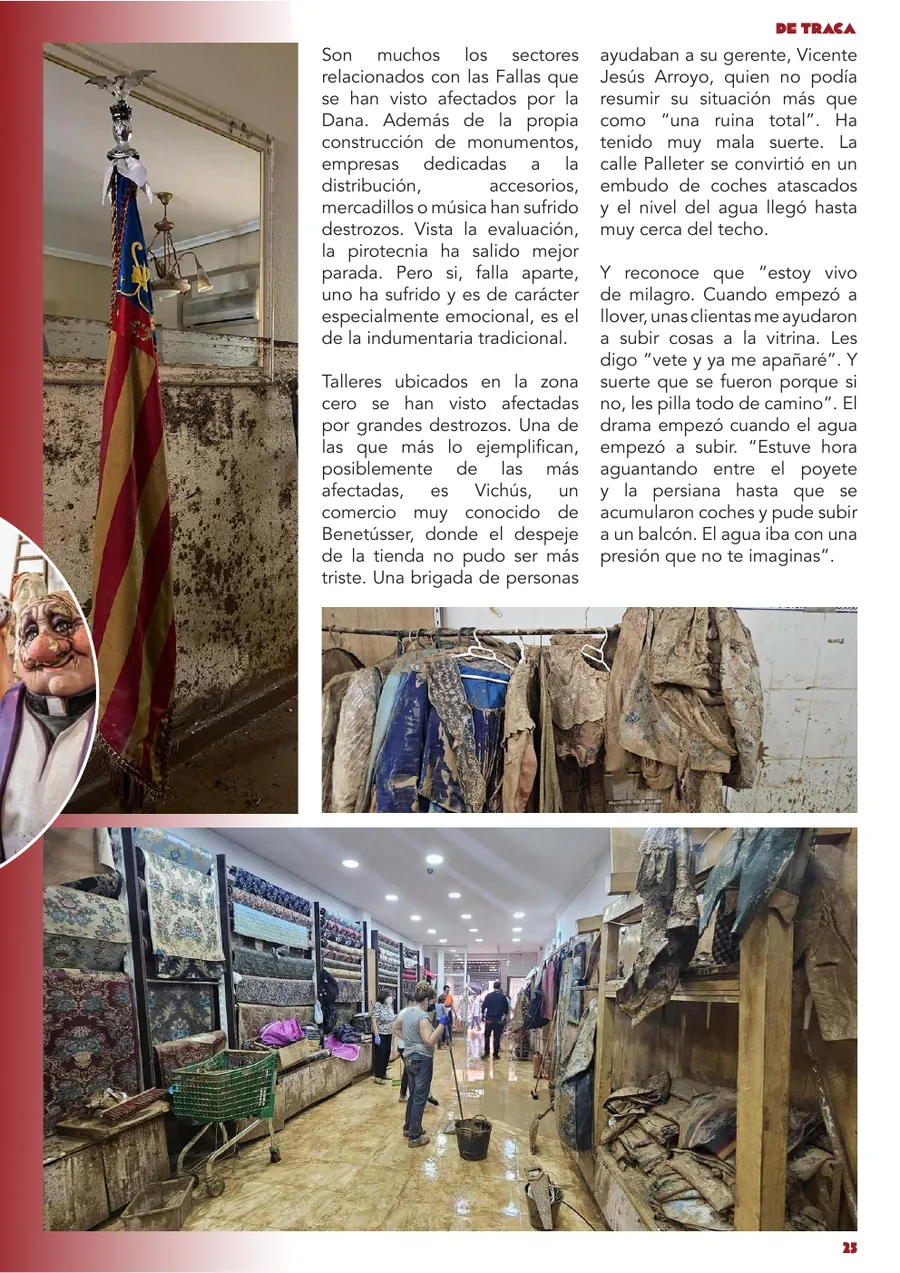 DE TRACA
Son muchos los sectores
relacionados con las Fallas que
se han visto afectados por la
Dana. Además de la propia
construcción de monumentos,
empresas dedicadas a la
distribución, accesorios,
mercadillos o música han sufrido
destrozos. Vista la evaluación,
la pirotecnia ha salido mejor
parada. Pero si, falla aparte,
uno ha sufrido y es de carácter
especialmente emocional, es el
de la indumentaria tradicional.
Talleres ubicados en la zona
cero se han visto afectadas
por grandes destrozos. Una de
las que más lo ejemplifican,
posiblemente de las más
afectadas, es Vichús, un
comercio muy conocido de
Benetússer, donde el despeje
de la tienda no pudo ser más
triste. Una brigada de personas
ayudaban a su gerente, Vicente
Jesús Arroyo, quien no podía
resumir su situación más que
como “una ruina total”. Ha
tenido muy mala suerte. La
calle Palleter se convirtió en un
embudo de coches atascados
y el nivel del agua llegó hasta
muy cerca del techo.
Y reconoce que “estoy vivo
de milagro. Cuando empezó a
llover, unas clientas me ayudaron
a subir cosas a la vitrina. Les
digo “vete y ya me apañaré”. Y
suerte que se fueron porque si
no, les pilla todo de camino”. El
drama empezó cuando el agua
empezó a subir. “Estuve hora
aguantando entre el poyete
y la persiana hasta que se
acumularon coches y pude subir
a un balcón. El agua iba con una
presión que no te imaginas”.
25